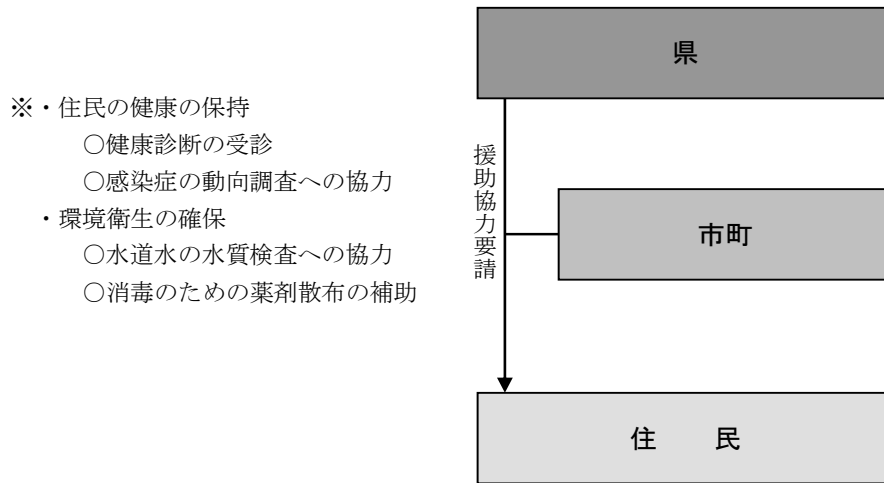 県
※・住民の健康の保持
○健康診断の受診
○感染症の動向調査への協力
・環境衛生の確保
○水道水の水質検査への協力
○消毒のための薬剤散布の補助
援助協力要請
市町
住　　民